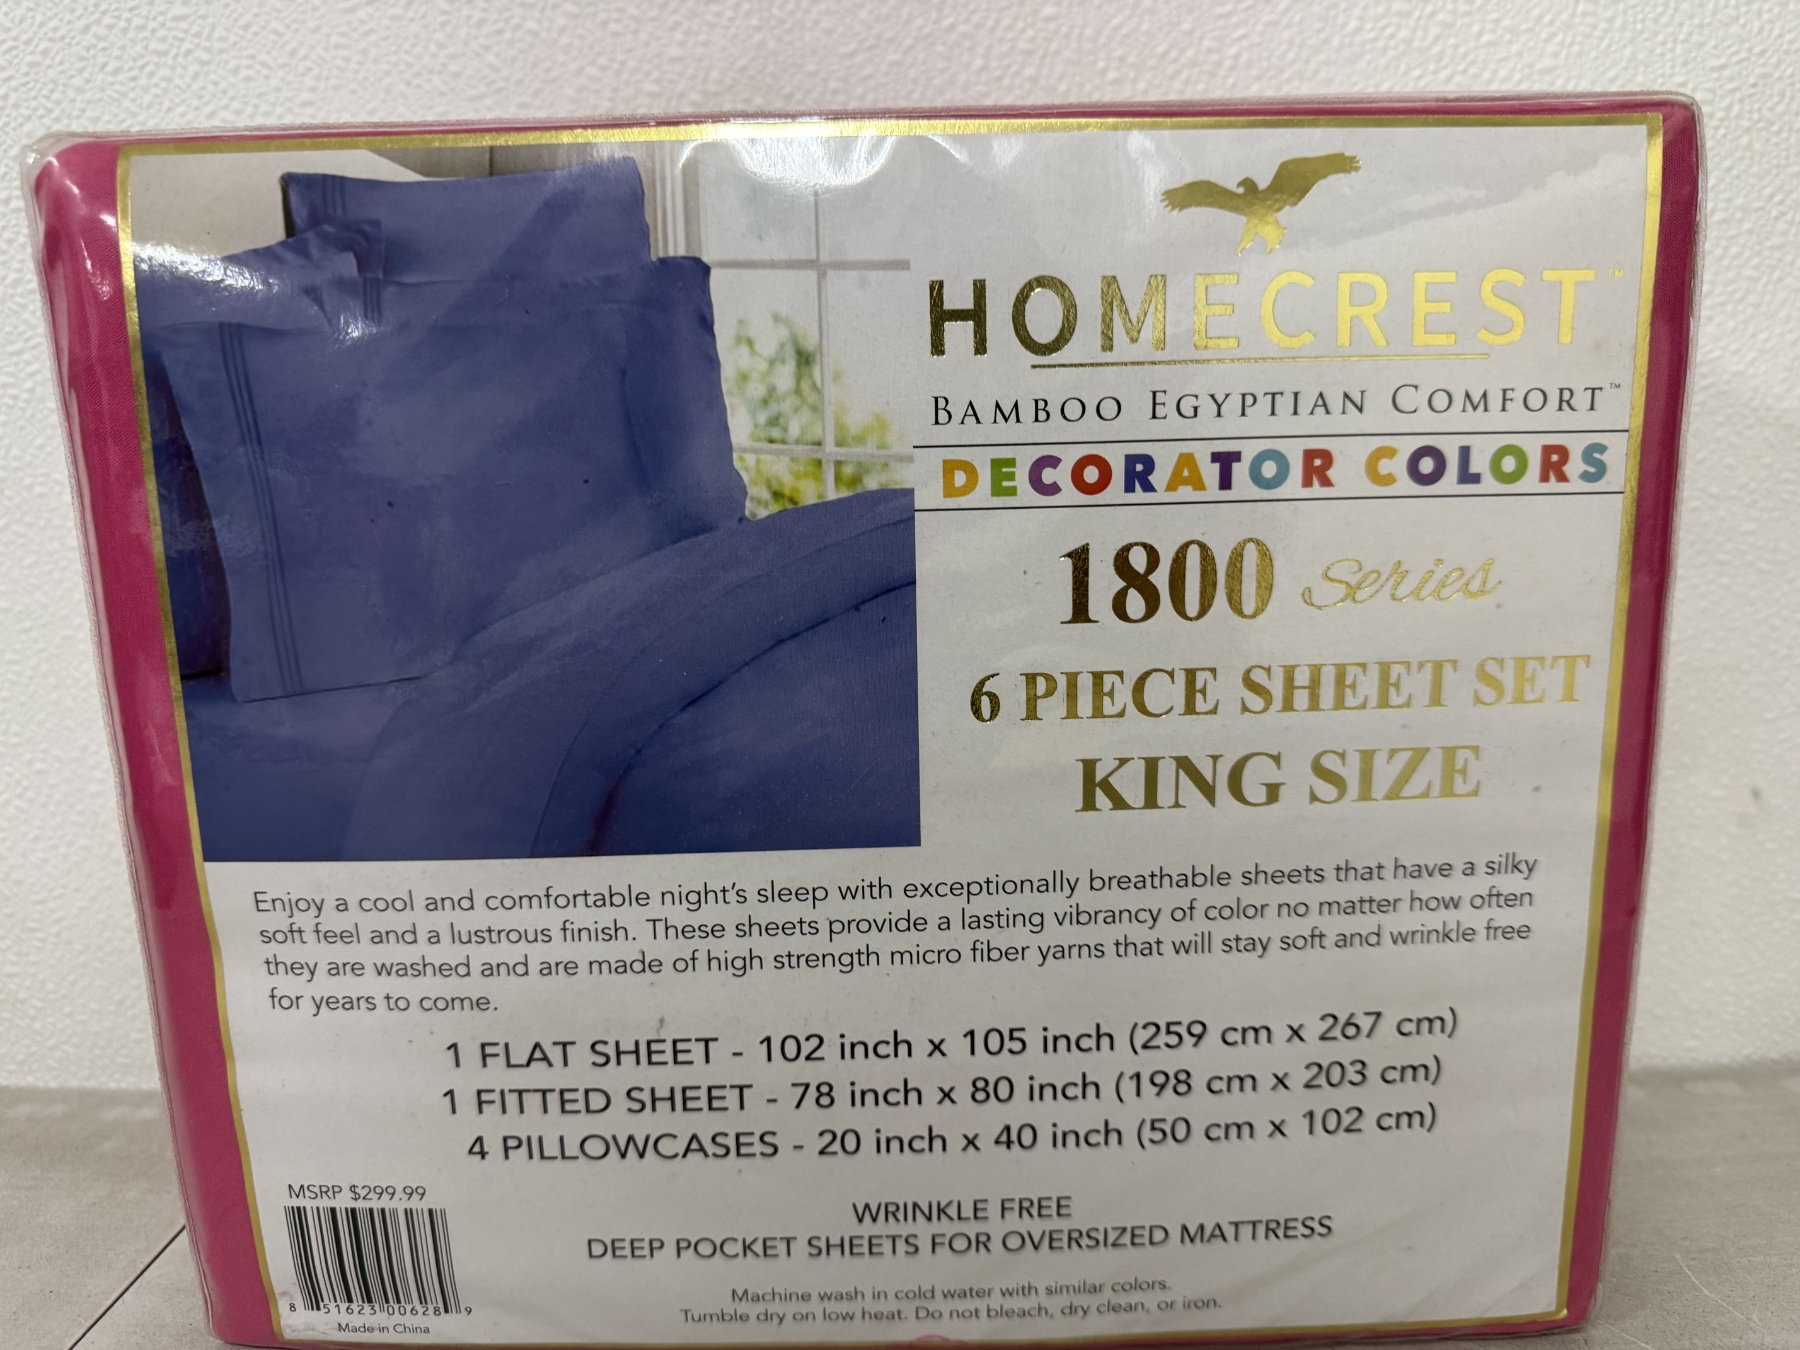 HOMECREST™
BAMBOO EGYPTIAN COMFORT™
DECORATOR COLORS
1800 Series
6 PIECE SHEET SET
KING SIZE
Enjoy a cool and comfortable night's sleep with exceptionally breathable sheets that have a silky
soft feel and a lustrous finish. These sheets provide a lasting vibrancy of color no matter how often
they are washed and are made of high strength micro fiber yarns that will stay soft and wrinkle free
for years to come.
1 FLAT SHEET - 102 inch x 105 inch (259 cm x 267 cm)
1 FITTED SHEET - 78 inch x 80 inch (198 cm x 203 cm)
4 PILLOWCASES - 20 inch x 40 inch (50 cm x 102 cm)
MSRP $299.99
WRINKLE FREE
DEEP POCKET SHEETS FOR OVERSIZED MATTRESS
Machine wash in cold water with similar colors.
Tumble dry on low heat. Do not bleach, dry clean, or iron.
8 51623 00628 9
Made in China